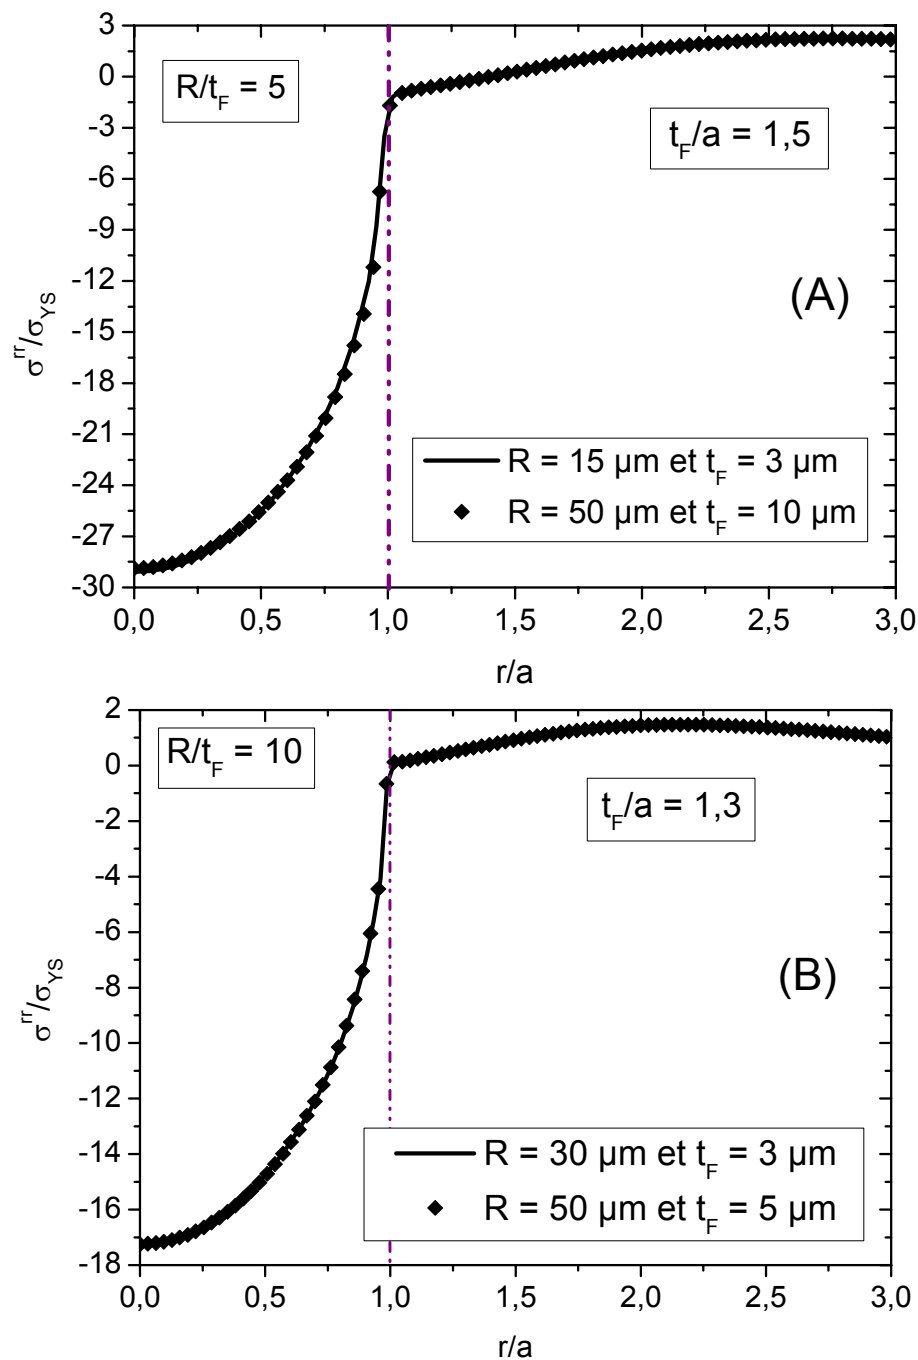 3
0
-3
-6
-9
-12
-15
-18
-21
-24
-27
-30
σ^rr/σ_YS
R/t_F = 5
t_F/a = 1,5
(A)
R = 15 µm et t_F = 3 µm
R = 50 µm et t_F = 10 µm
0,0 0,5 1,0 1,5 2,0 2,5 3,0
r/a
2
0
-2
-4
-6
-8
-10
-12
-14
-16
-18
σ^rr/σ_YS
R/t_F = 10
t_F/a = 1,3
(B)
R = 30 µm et t_F = 3 µm
R = 50 µm et t_F = 5 µm
0,0 0,5 1,0 1,5 2,0 2,5 3,0
r/a